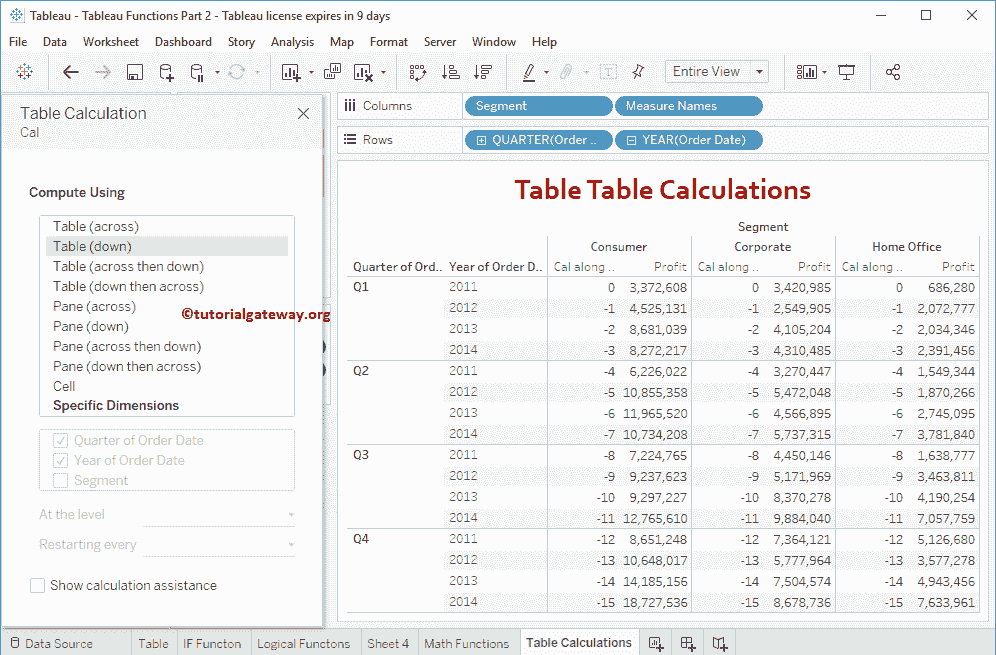 Tableau - Tableau Functions Part 2 - Tableau license expires in 9 days
File Data Worksheet Dashboard Story Analysis Map Format Server Window Help
Entire View
Table Calculation
Cal
Compute Using
Table (across)
Table (down)
Table (across then down)
Table (down then across)
Pane (across)
Pane (down)
Pane (across then down)
Pane (down then across)
Cell
Specific Dimensions
Quarter of Order Date
Year of Order Date
Segment
At the level
Restarting every
Show calculation assistance
©tutorialgateway.org
Columns Segment Measure Names
Rows QUARTER(Order .. YEAR(Order Date)
Table Table Calculations
Segment
Consumer Corporate Home Office
Quarter of Ord.. Year of Order D.. Cal along .. Profit Cal along .. Profit Cal along .. Profit
Q1 2011 0 3,372,608 0 3,420,985 0 686,280
2012 -1 4,525,131 -1 2,549,905 -1 2,072,777
2013 -2 8,681,039 -2 4,105,204 -2 2,034,346
2014 -3 8,272,217 -3 4,310,485 -3 2,391,456
Q2 2011 -4 6,226,022 -4 3,270,447 -4 1,549,344
2012 -5 10,855,358 -5 5,472,048 -5 1,870,266
2013 -6 11,965,520 -6 4,566,895 -6 2,745,095
2014 -7 10,734,208 -7 5,737,315 -7 3,781,840
Q3 2011 -8 7,224,765 -8 4,450,146 -8 1,638,777
2012 -9 9,237,623 -9 5,171,969 -9 3,463,811
2013 -10 9,297,227 -10 8,370,278 -10 4,190,254
2014 -11 12,765,610 -11 9,884,040 -11 7,057,759
Q4 2011 -12 8,651,248 -12 7,364,121 -12 5,126,680
2012 -13 10,648,017 -13 5,777,964 -13 3,577,278
2013 -14 14,185,156 -14 7,504,574 -14 4,943,456
2014 -15 18,727,536 -15 8,678,736 -15 7,633,961
Data Source Table IF Functon Logical Functons Sheet 4 Math Functions Table Calculations